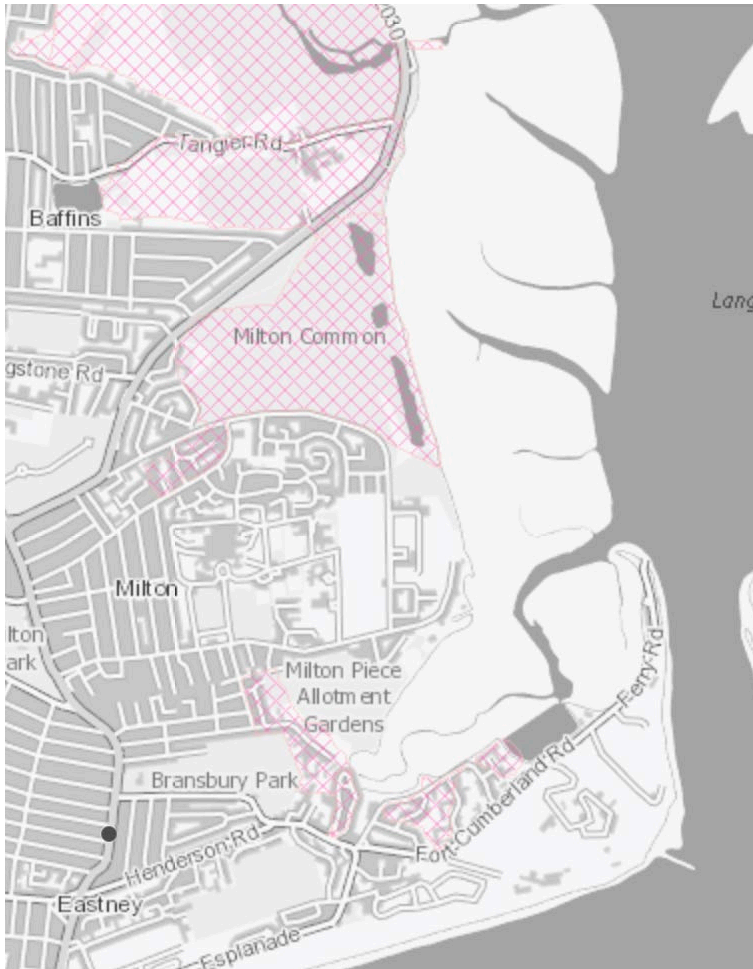 030
Tangier Rd
Baffins
Lang
Milton Common
gstone Rd
Milton
lton
ark
Milton Piece
Allotment
Gardens
Ferry Rd
Bransbury Park
Fort Cumberland Rd
Henderson Rd
Eastney
Esplanade